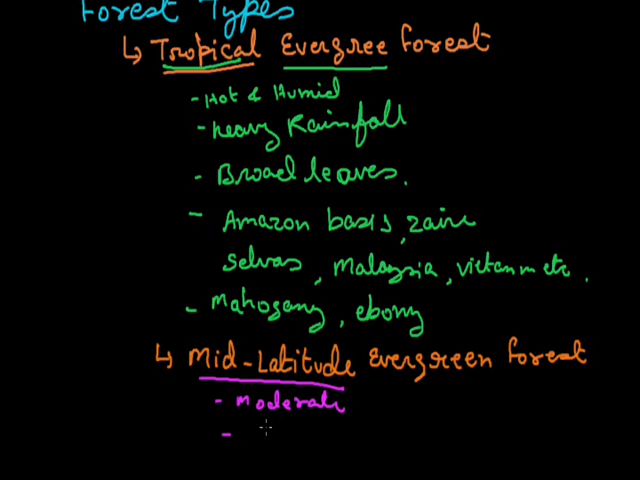 Forest Types
↳ Tropical Evergree forest
- Hot & Humid
- heavy Rainfall
- Broad leaves.
- Amazon basis, zaire
selvas, Malaysia, vietnam etc.
- Mahogany, ebony
↳ Mid-Latitude Evergreen forest
- Moderate
-